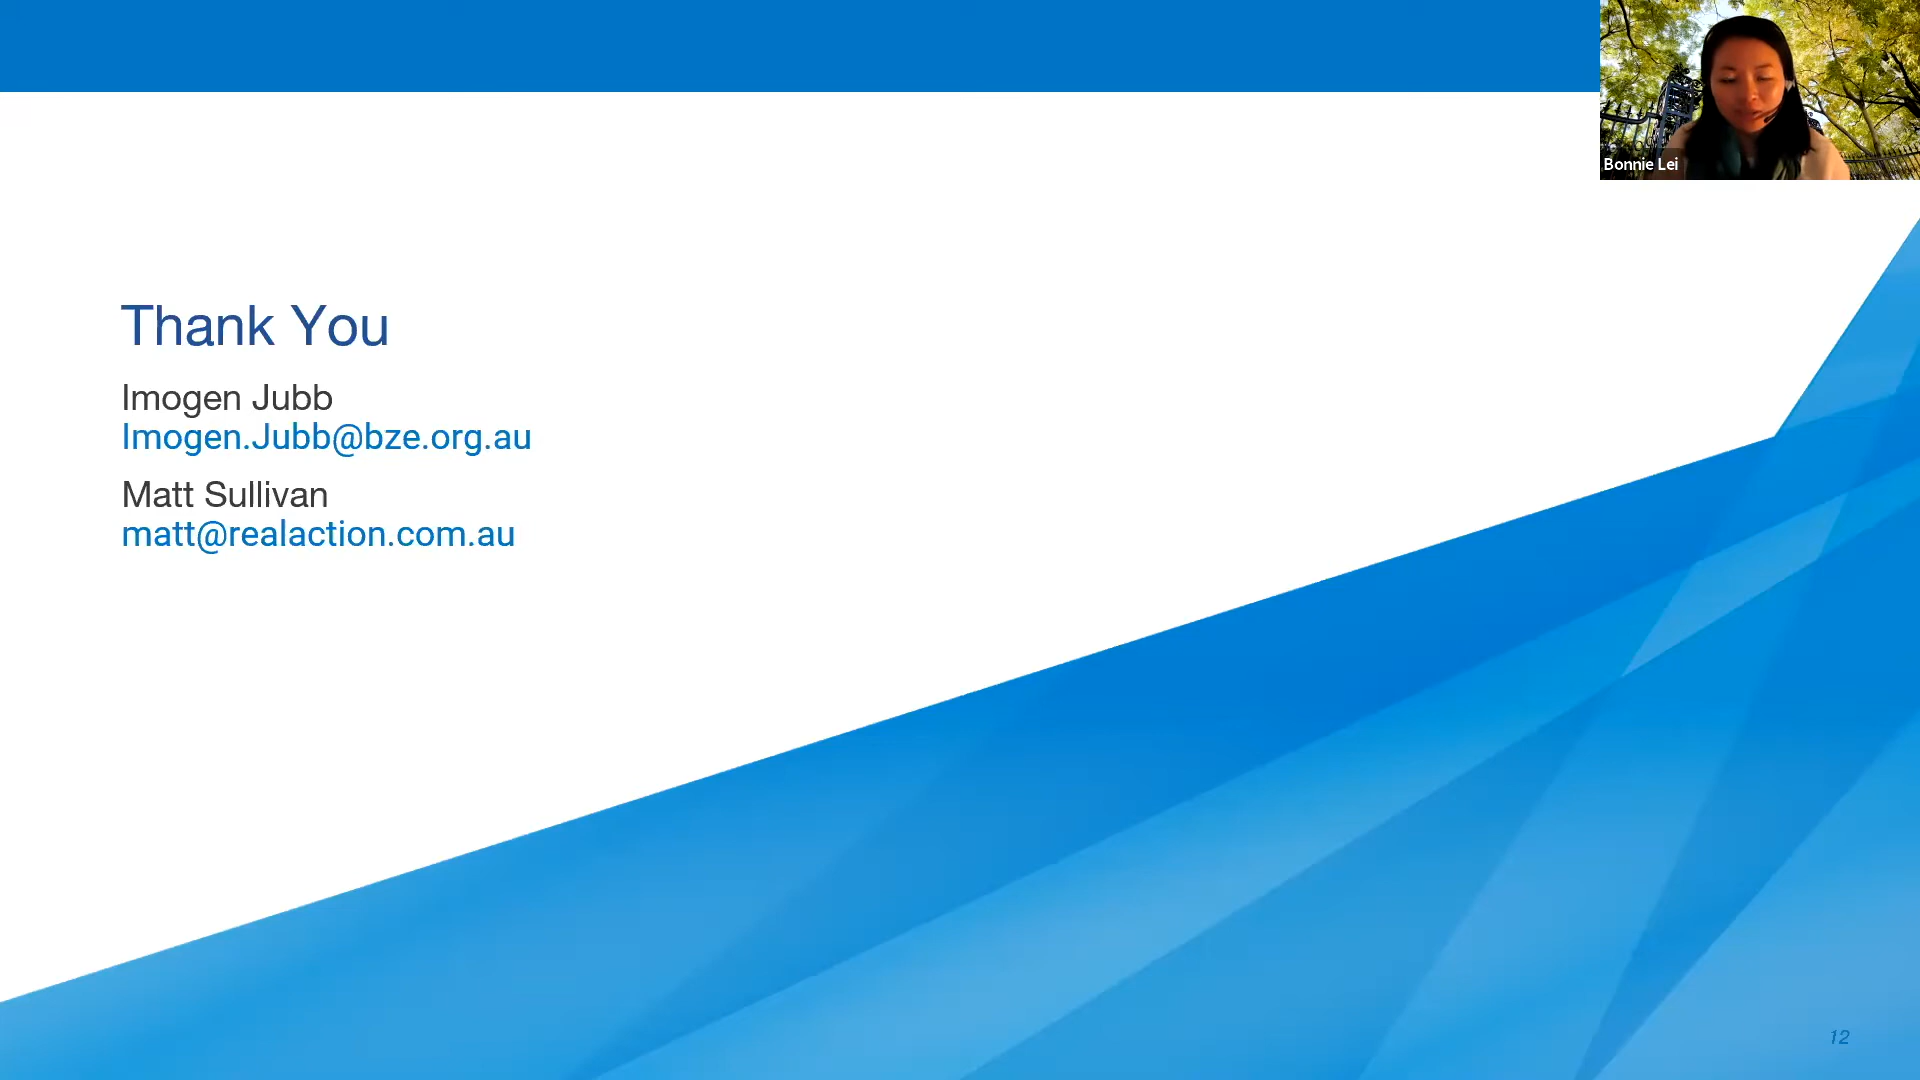 Bonnie Lei
Thank You
Imogen Jubb
Imogen.Jubb@bze.org.au
Matt Sullivan
matt@realaction.com.au
12